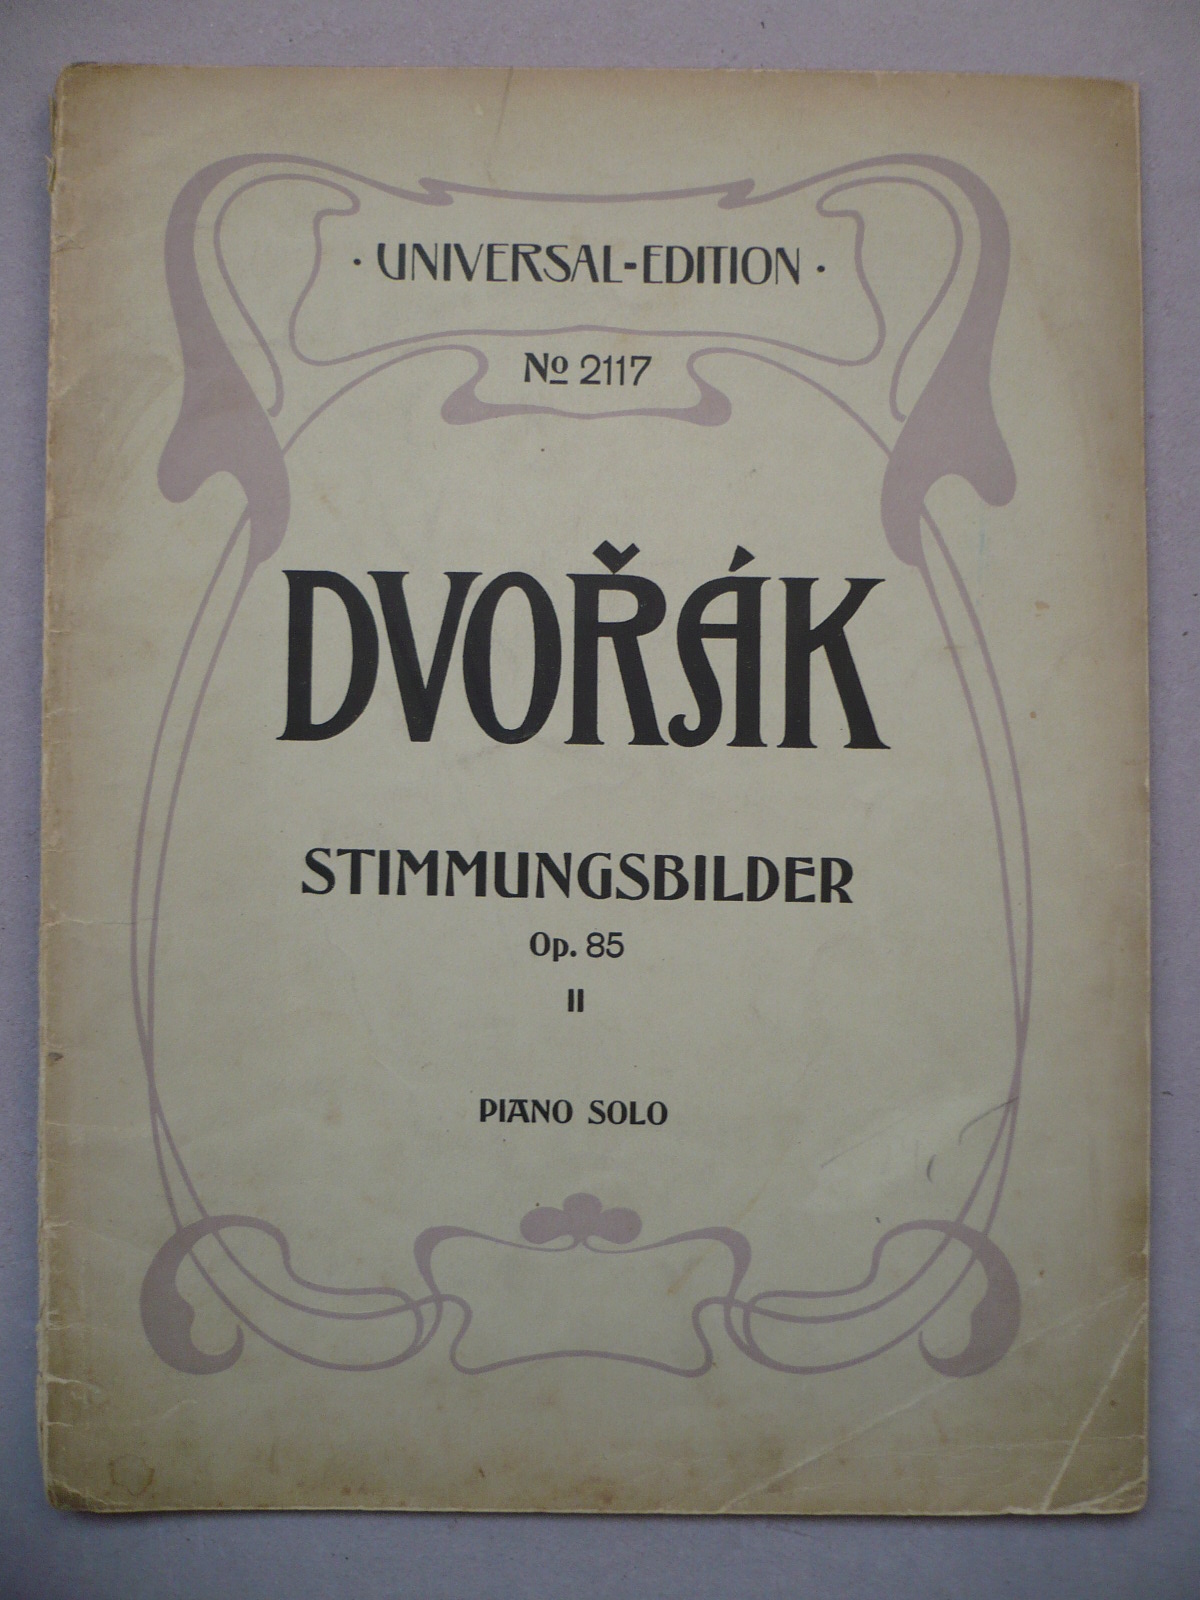 · UNIVERSAL-EDITION ·
No 2117
DVOŘÁK
STIMMUNGSBILDER
Op. 85
II
PIANO SOLO